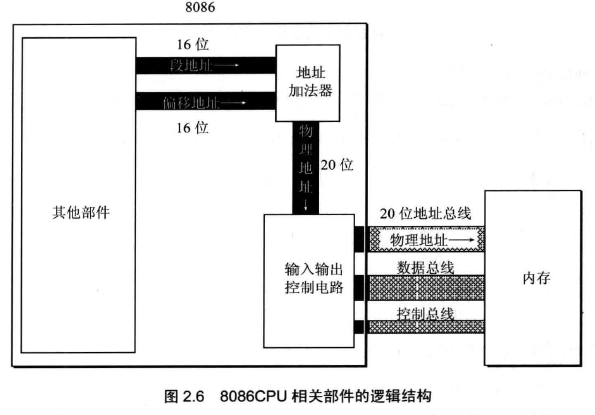 8086
16 位
段地址
偏移地址
16 位
地址
加法器
物
理
地
址
20 位
其他部件
输入输出
控制电路
20 位地址总线
物理地址
数据总线
控制总线
内存
图 2.6 8086CPU 相关部件的逻辑结构